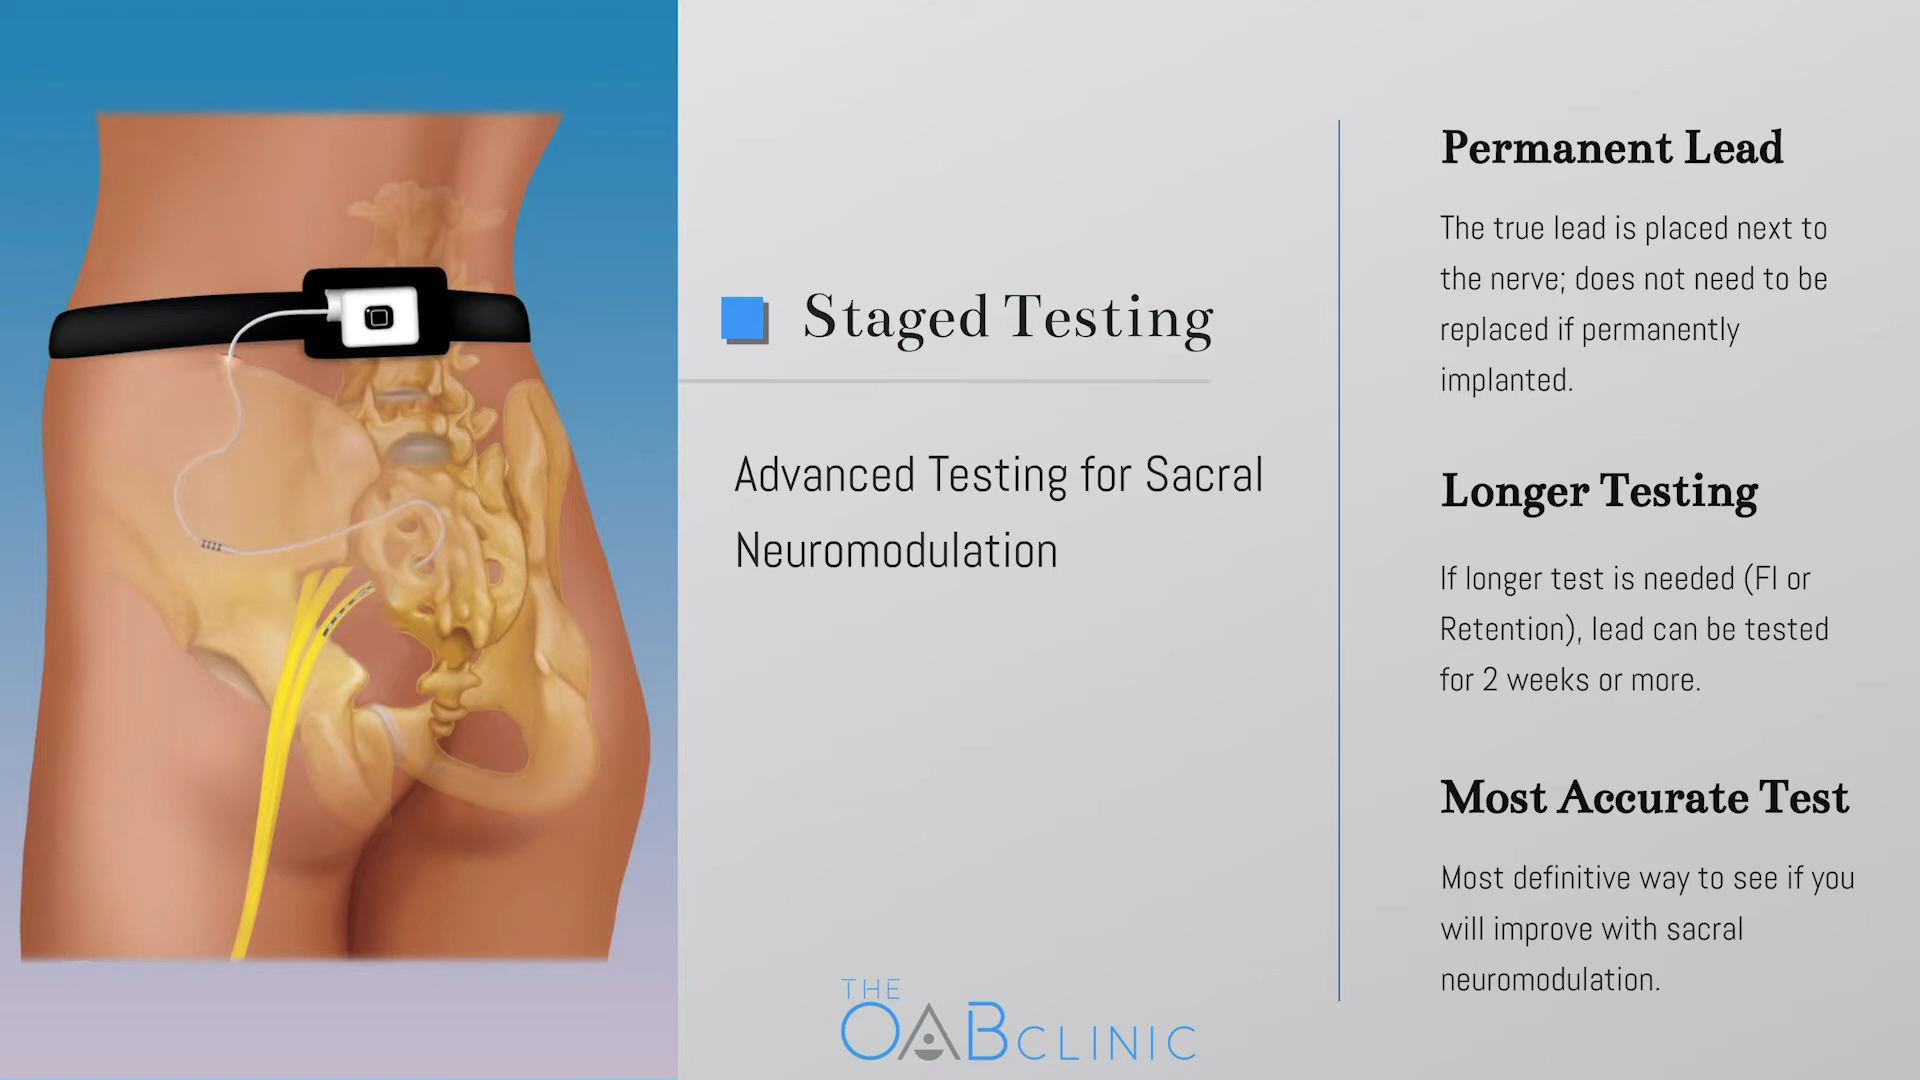 Staged Testing
Advanced Testing for Sacral
Neuromodulation
Permanent Lead
The true lead is placed next to
the nerve; does not need to be
replaced if permanently
implanted.
Longer Testing
If longer test is needed (FI or
Retention), lead can be tested
for 2 weeks or more.
Most Accurate Test
Most definitive way to see if you
will improve with sacral
neuromodulation.
THE
OAB CLINIC